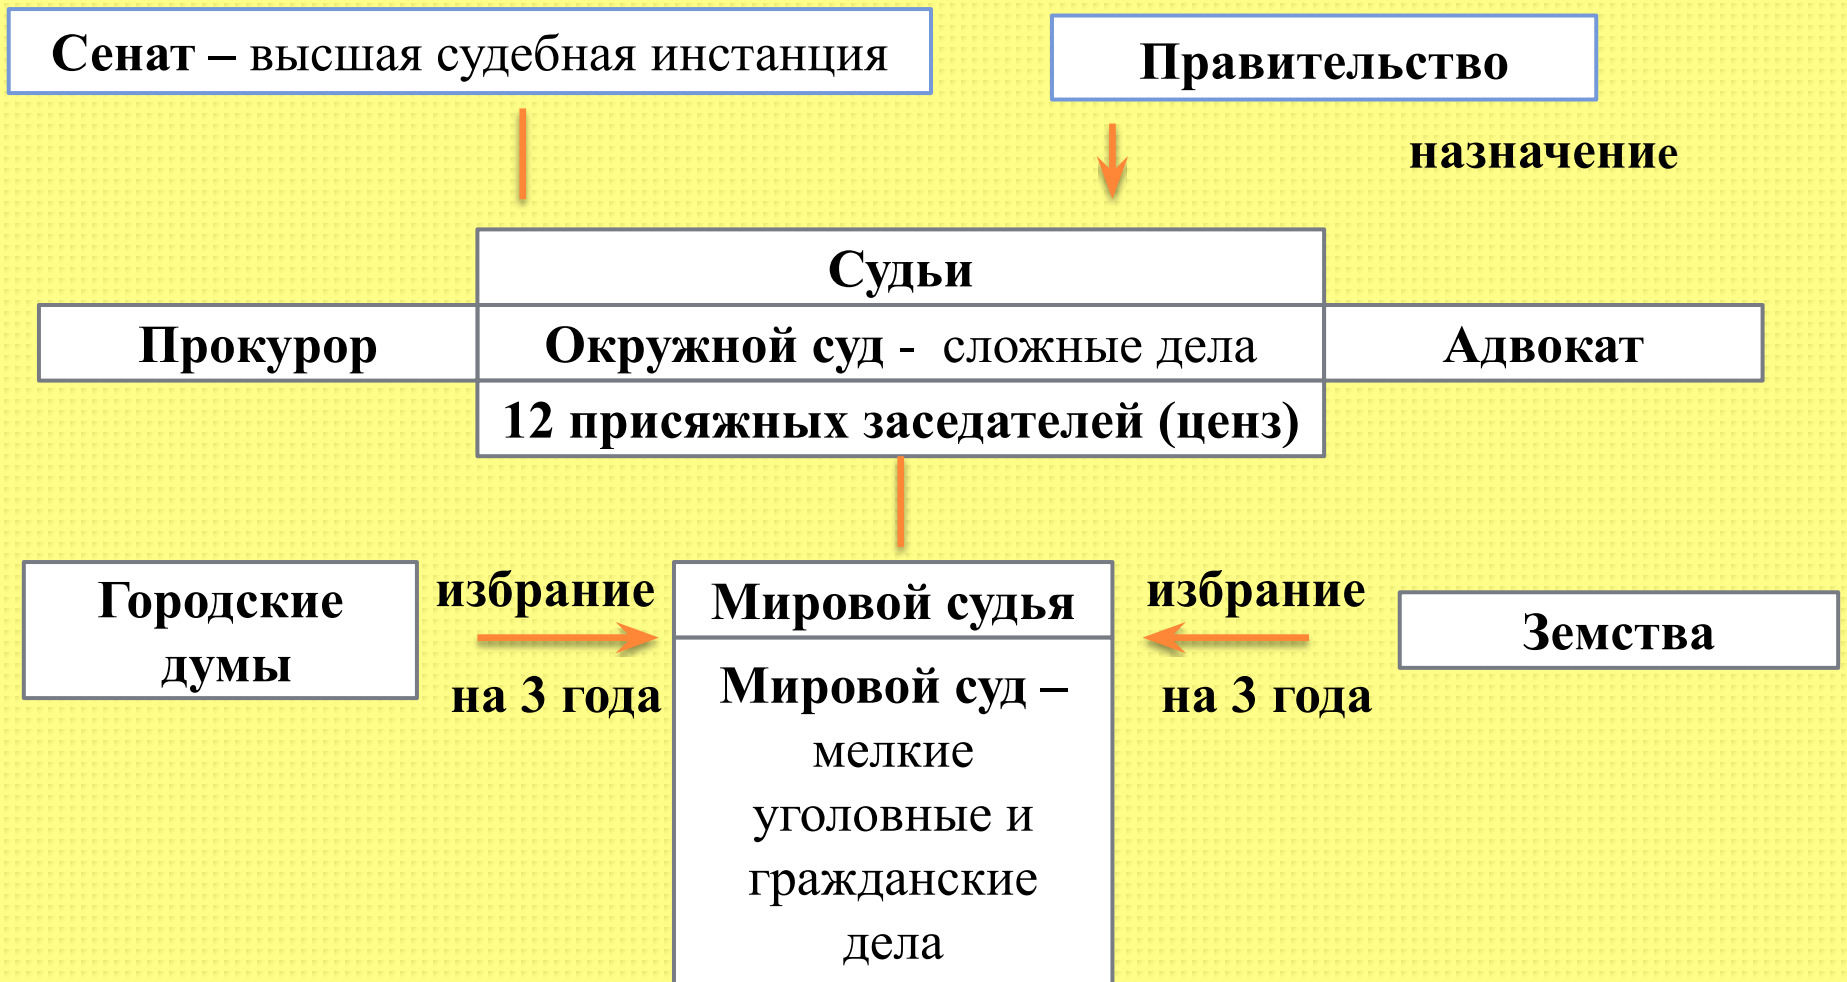 Сенат – высшая судебная инстанция
Правительство
назначение
Судьи
Прокурор
Окружной суд - сложные дела
Адвокат
12 присяжных заседателей (ценз)
Городские
думы
избрание
на 3 года
Мировой судья
Мировой суд –
мелкие
уголовные и
гражданские
дела
избрание
на 3 года
Земства